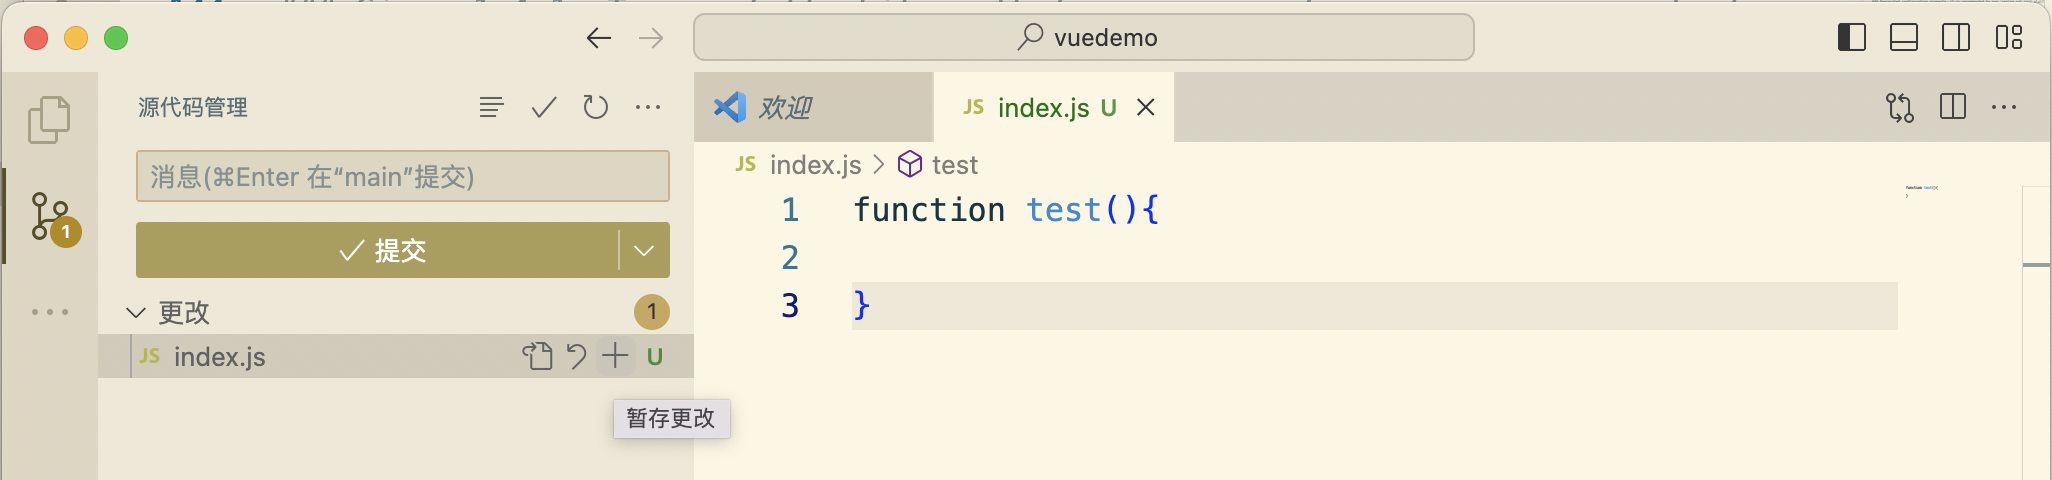 vuedemo
源代码管理
消息(⌘Enter 在“main”提交)
1
提交
更改
1
JS index.js U
暂存更改
欢迎
JS index.js U
JS index.js > test
1 function test(){
2
3 }